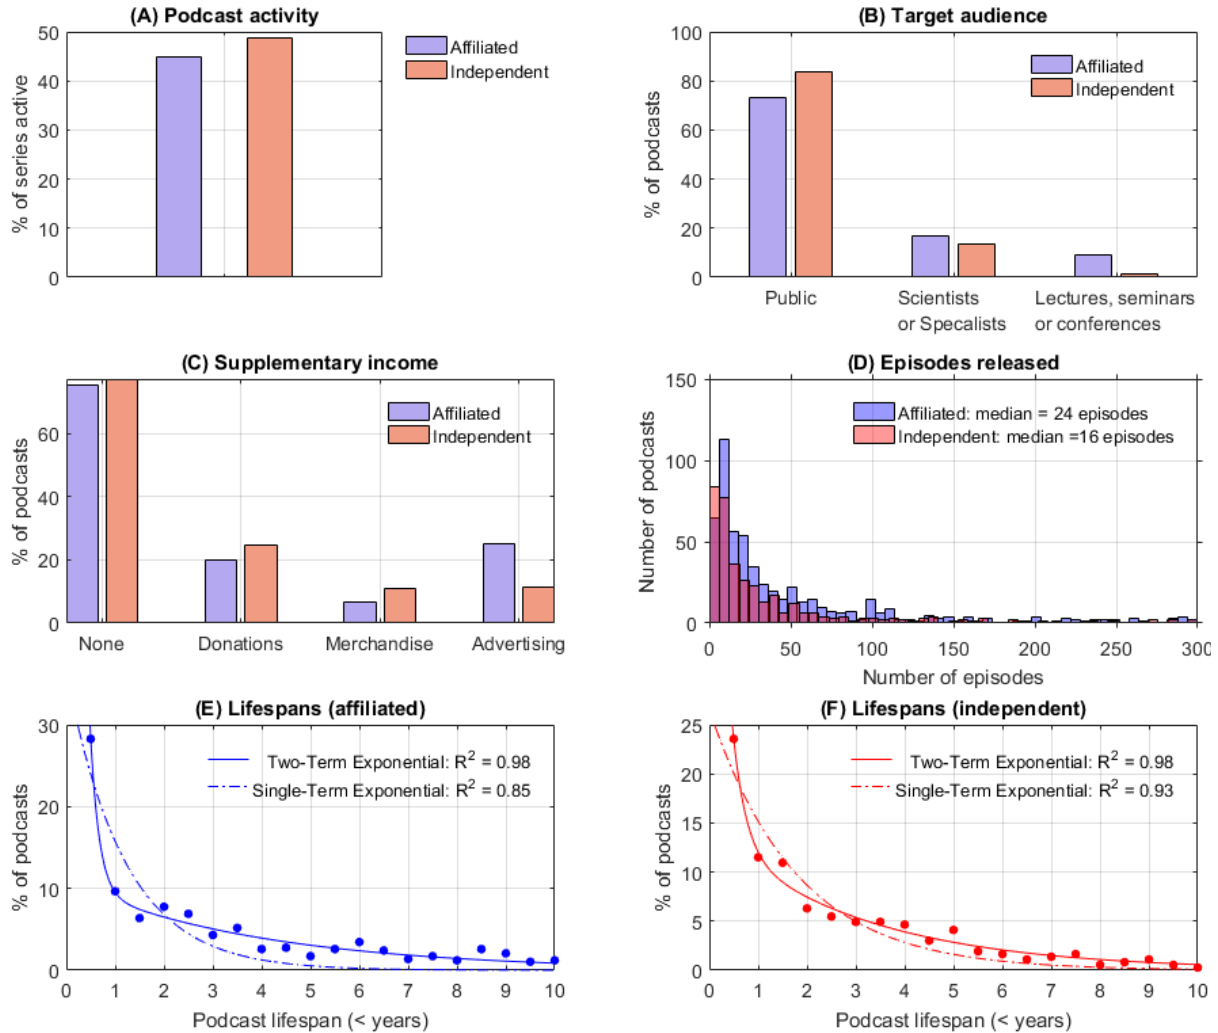 (A) Podcast activity
% of series active
50
40
30
20
10
0
Affiliated
Independent
(B) Target audience
% of podcasts
100
80
60
40
20
0
Affiliated
Independent
Public
Scientists
or Specalists
Lectures, seminars
or conferences
(C) Supplementary income
% of podcasts
60
40
20
0
Affiliated
Independent
None
Donations
Merchandise
Advertising
(D) Episodes released
Number of podcasts
150
100
50
0
Affiliated: median = 24 episodes
Independent: median =16 episodes
0 50 100 150 200 250 300
Number of episodes
(E) Lifespans (affiliated)
% of podcasts
30
20
10
0
Two-Term Exponential: R² = 0.98
Single-Term Exponential: R² = 0.85
0 1 2 3 4 5 6 7 8 9 10
Podcast lifespan (< years)
(F) Lifespans (independent)
% of podcasts
25
20
15
10
5
0
Two-Term Exponential: R² = 0.98
Single-Term Exponential: R² = 0.93
0 1 2 3 4 5 6 7 8 9 10
Podcast lifespan (< years)